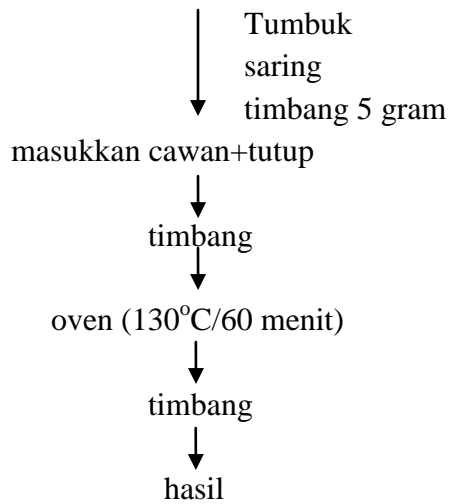 Tumbuk
saring
timbang 5 gram
masukkan cawan+tutup
timbang
oven (130°C/60 menit)
timbang
hasil